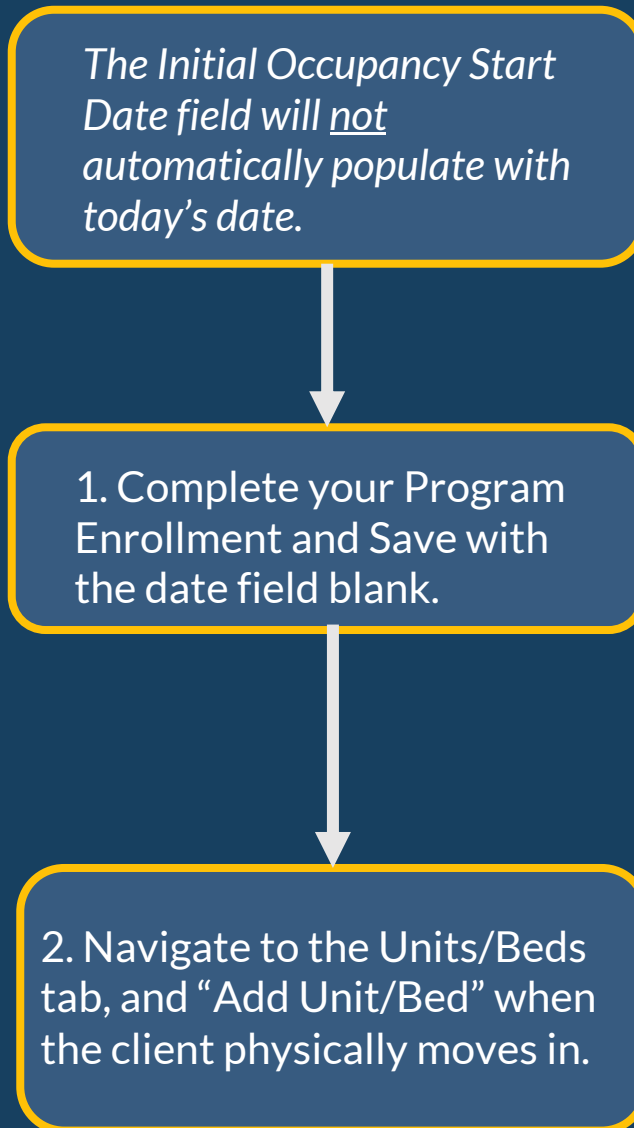 The Initial Occupancy Start
Date field will not
automatically populate with
today’s date.
1. Complete your Program
Enrollment and Save with
the date field blank.
2. Navigate to the Units/Beds
tab, and “Add Unit/Bed” when
the client physically moves in.